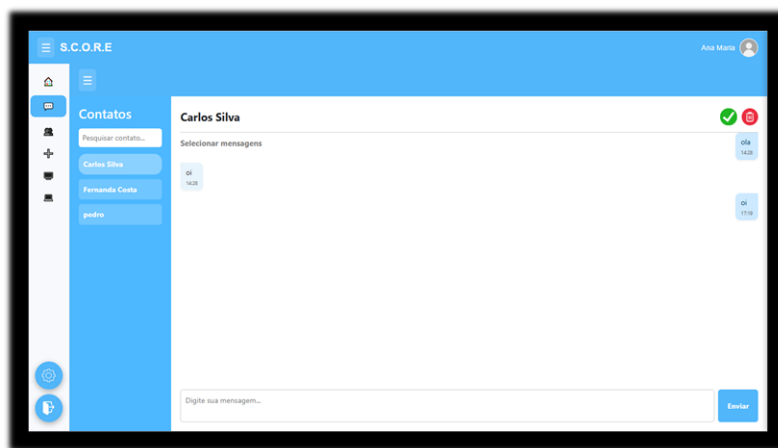 S.C.O.R.E
Ana Maria
Contatos
Pesquisar contato...
Carlos Silva
Fernanda Costa
pedro
Carlos Silva
Selecionar mensagens
ola
14:28
oi
14:28
oi
17:19
Digite sua mensagem...
Enviar